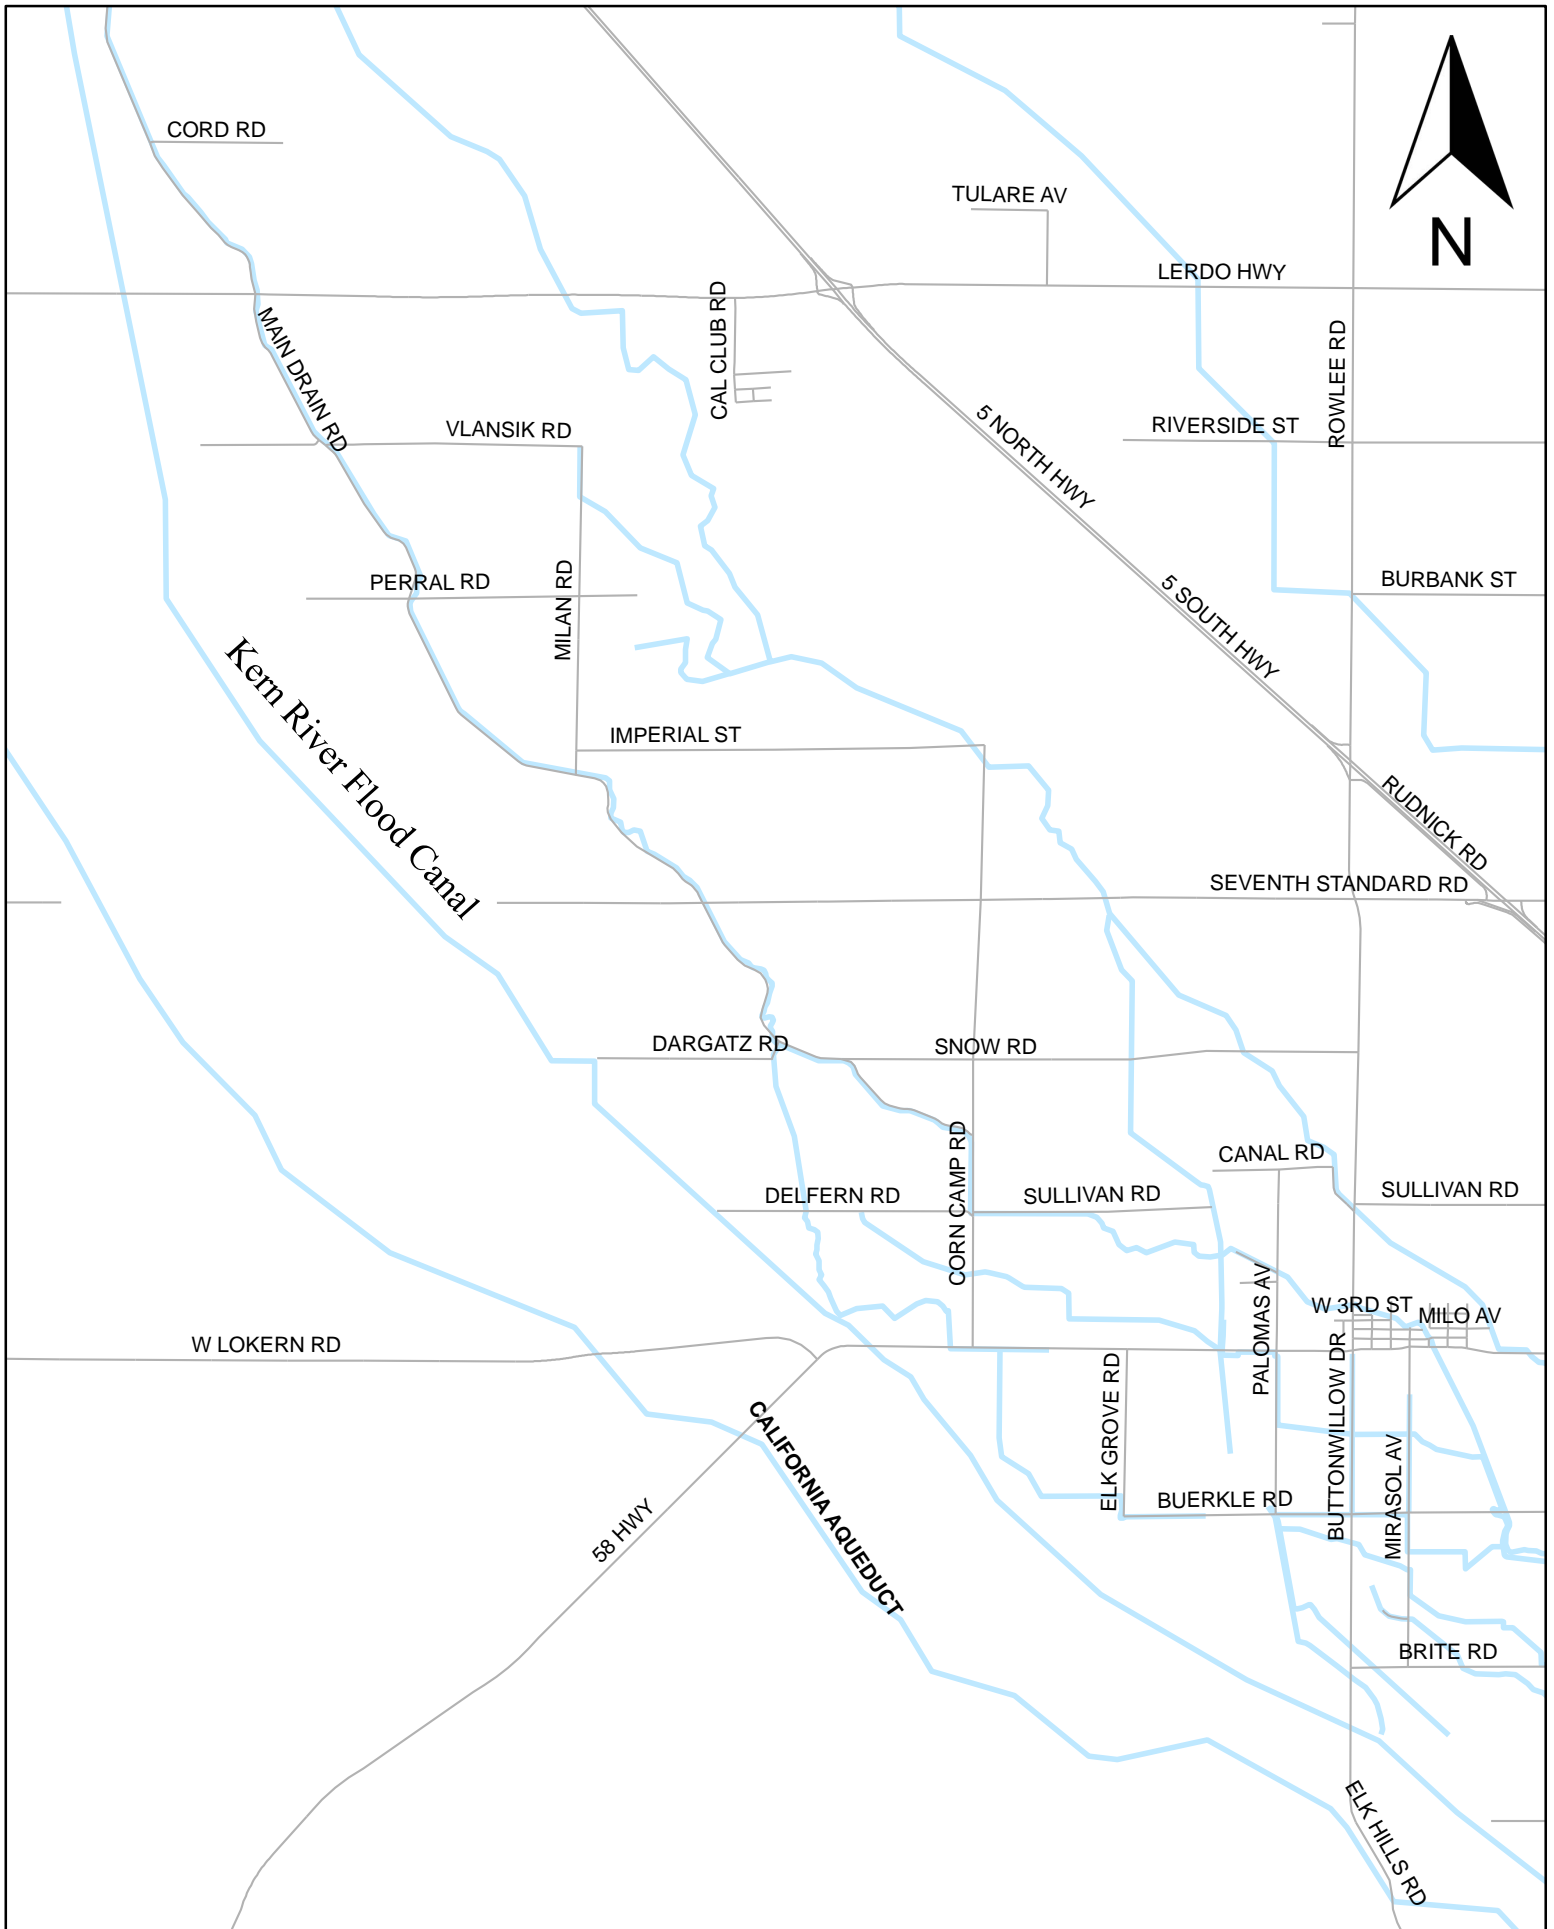 CORD RD
TULARE AV
N
LERDO HWY
MAIN DRAIN RD
CAL CLUB RD
ROWLEE RD
VLANSIK RD
5 NORTH HWY
RIVERSIDE ST
PERRAL RD
MILAN RD
5 SOUTH HWY
BURBANK ST
Kern River Flood Canal
IMPERIAL ST
RUDNICK RD
SEVENTH STANDARD RD
DARGATZ RD
SNOW RD
CORN CAMP RD
CANAL RD
DELFERN RD
SULLIVAN RD
SULLIVAN RD
PALOMAS AV
W 3RD ST
MILO AV
W LOKERN RD
ELK GROVE RD
BUTTONWILLOW DR
CALIFORNIA AQUEDUCT
MIRASOL AV
58 HWY
BUERKLE RD
BRITE RD
ELK HILLS RD